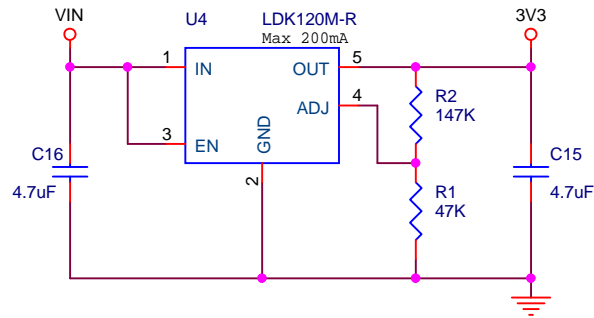 VIN
U4
LDK120M-R
Max 200mA
3V3
1
IN
OUT
5
ADJ
4
R2
147K
3
EN
GND
2
C16
4.7uF
R1
47K
C15
4.7uF